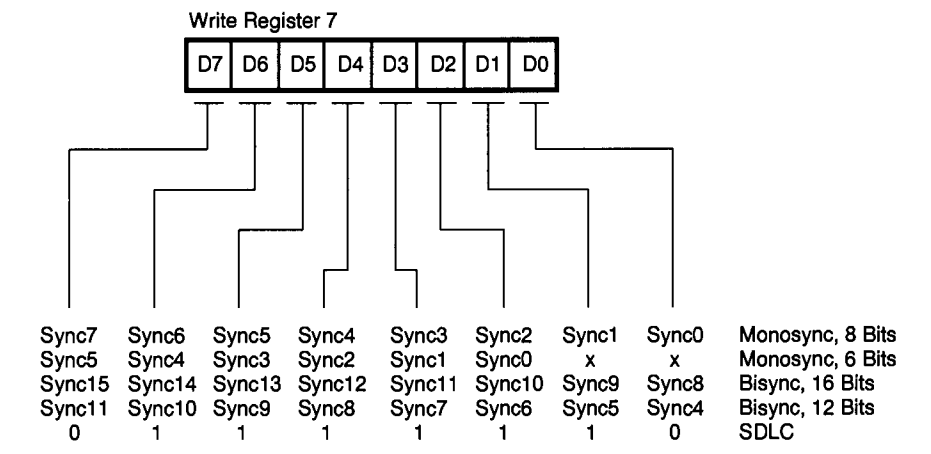 Write Register 7
D7 D6 D5 D4 D3 D2 D1 D0
Sync7 Sync6 Sync5 Sync4 Sync3 Sync2 Sync1 Sync0 Monosync, 8 Bits
Sync5 Sync4 Sync3 Sync2 Sync1 Sync0 x x Monosync, 6 Bits
Sync15 Sync14 Sync13 Sync12 Sync11 Sync10 Sync9 Sync8 Bisync, 16 Bits
Sync11 Sync10 Sync9 Sync8 Sync7 Sync6 Sync5 Sync4 Bisync, 12 Bits
0 1 1 1 1 1 1 0 SDLC